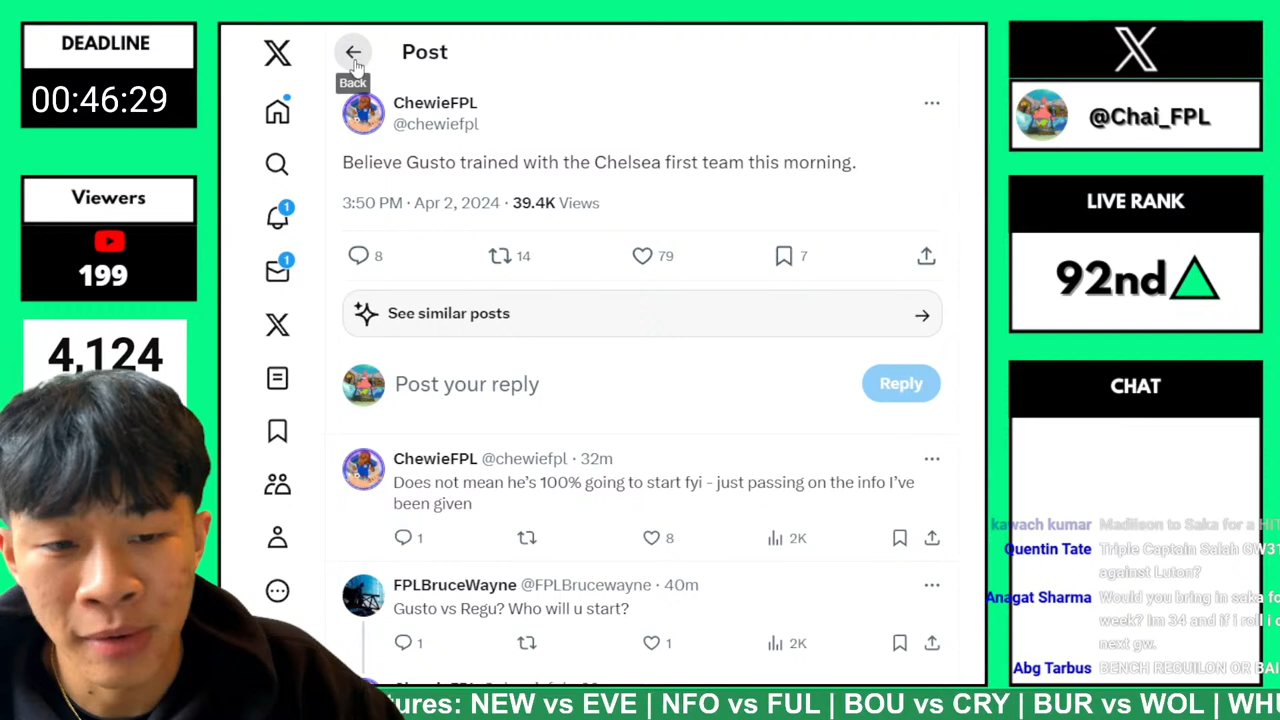 DEADLINE
00:46:29
Viewers
199
4,124
Post
Back
ChewieFPL
@chewiefpl
Believe Gusto trained with the Chelsea first team this morning.
3:50 PM · Apr 2, 2024 · 39.4K Views
8 14 79 7
See similar posts
Post your reply
Reply
ChewieFPL @chewiefpl · 32m
Does not mean he's 100% going to start fyi - just passing on the info I've
been given
1 8 2K
FPLBruceWayne @FPLBrucewayne · 40m
Gusto vs Regu? Who will u start?
1 1 2K
1
1
@Chai_FPL
LIVE RANK
92nd
CHAT
kawach kumar Madiison to Saka for a HIT
Quentin Tate Triple Captain Salah GW31
against Luton?
Anagat Sharma Would you bring in saka fo
week? Im 34 and if i roll i c
next gw.
Abg Tarbus BENCH REGUILON OR BAI
tures: NEW vs EVE | NFO vs FUL | BOU vs CRY | BUR vs WOL | WHU